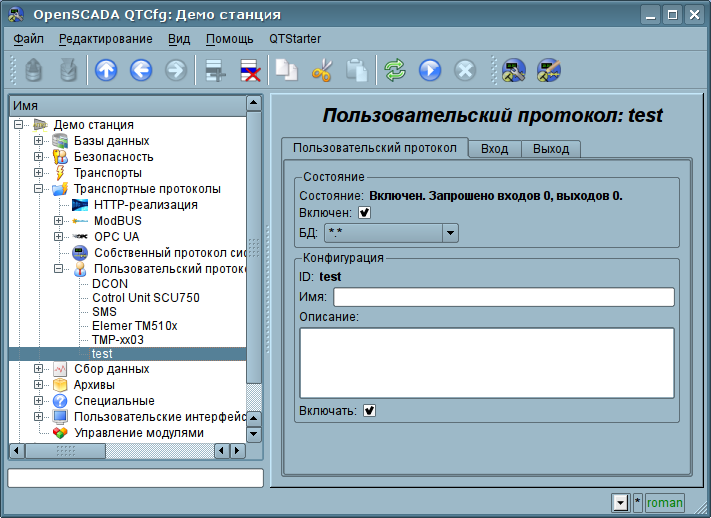 OpenSCADA QTCfg: Демо станция
Файл Редактирование Вид Помощь QTStarter
Имя
Демо станция
Базы данных
Безопасность
Транспорты
Транспортные протоколы
HTTP-реализация
ModBUS
OPC UA
Собственный протокол сис
Пользовательский протоко
DCON
Cotrol Unit SCU750
SMS
Elemer TM510x
TMP-xx03
test
Сбор данных
Архивы
Специальные
Пользовательские интерфейс
Управление модулями
Пользовательский протокол: test
Пользовательский протокол Вход Выход
Состояние
Состояние: Включен. Запрошено входов 0, выходов 0.
Включен:
БД: *.*
Конфигурация
ID: test
Имя:
Описание:
Включать:
* roman